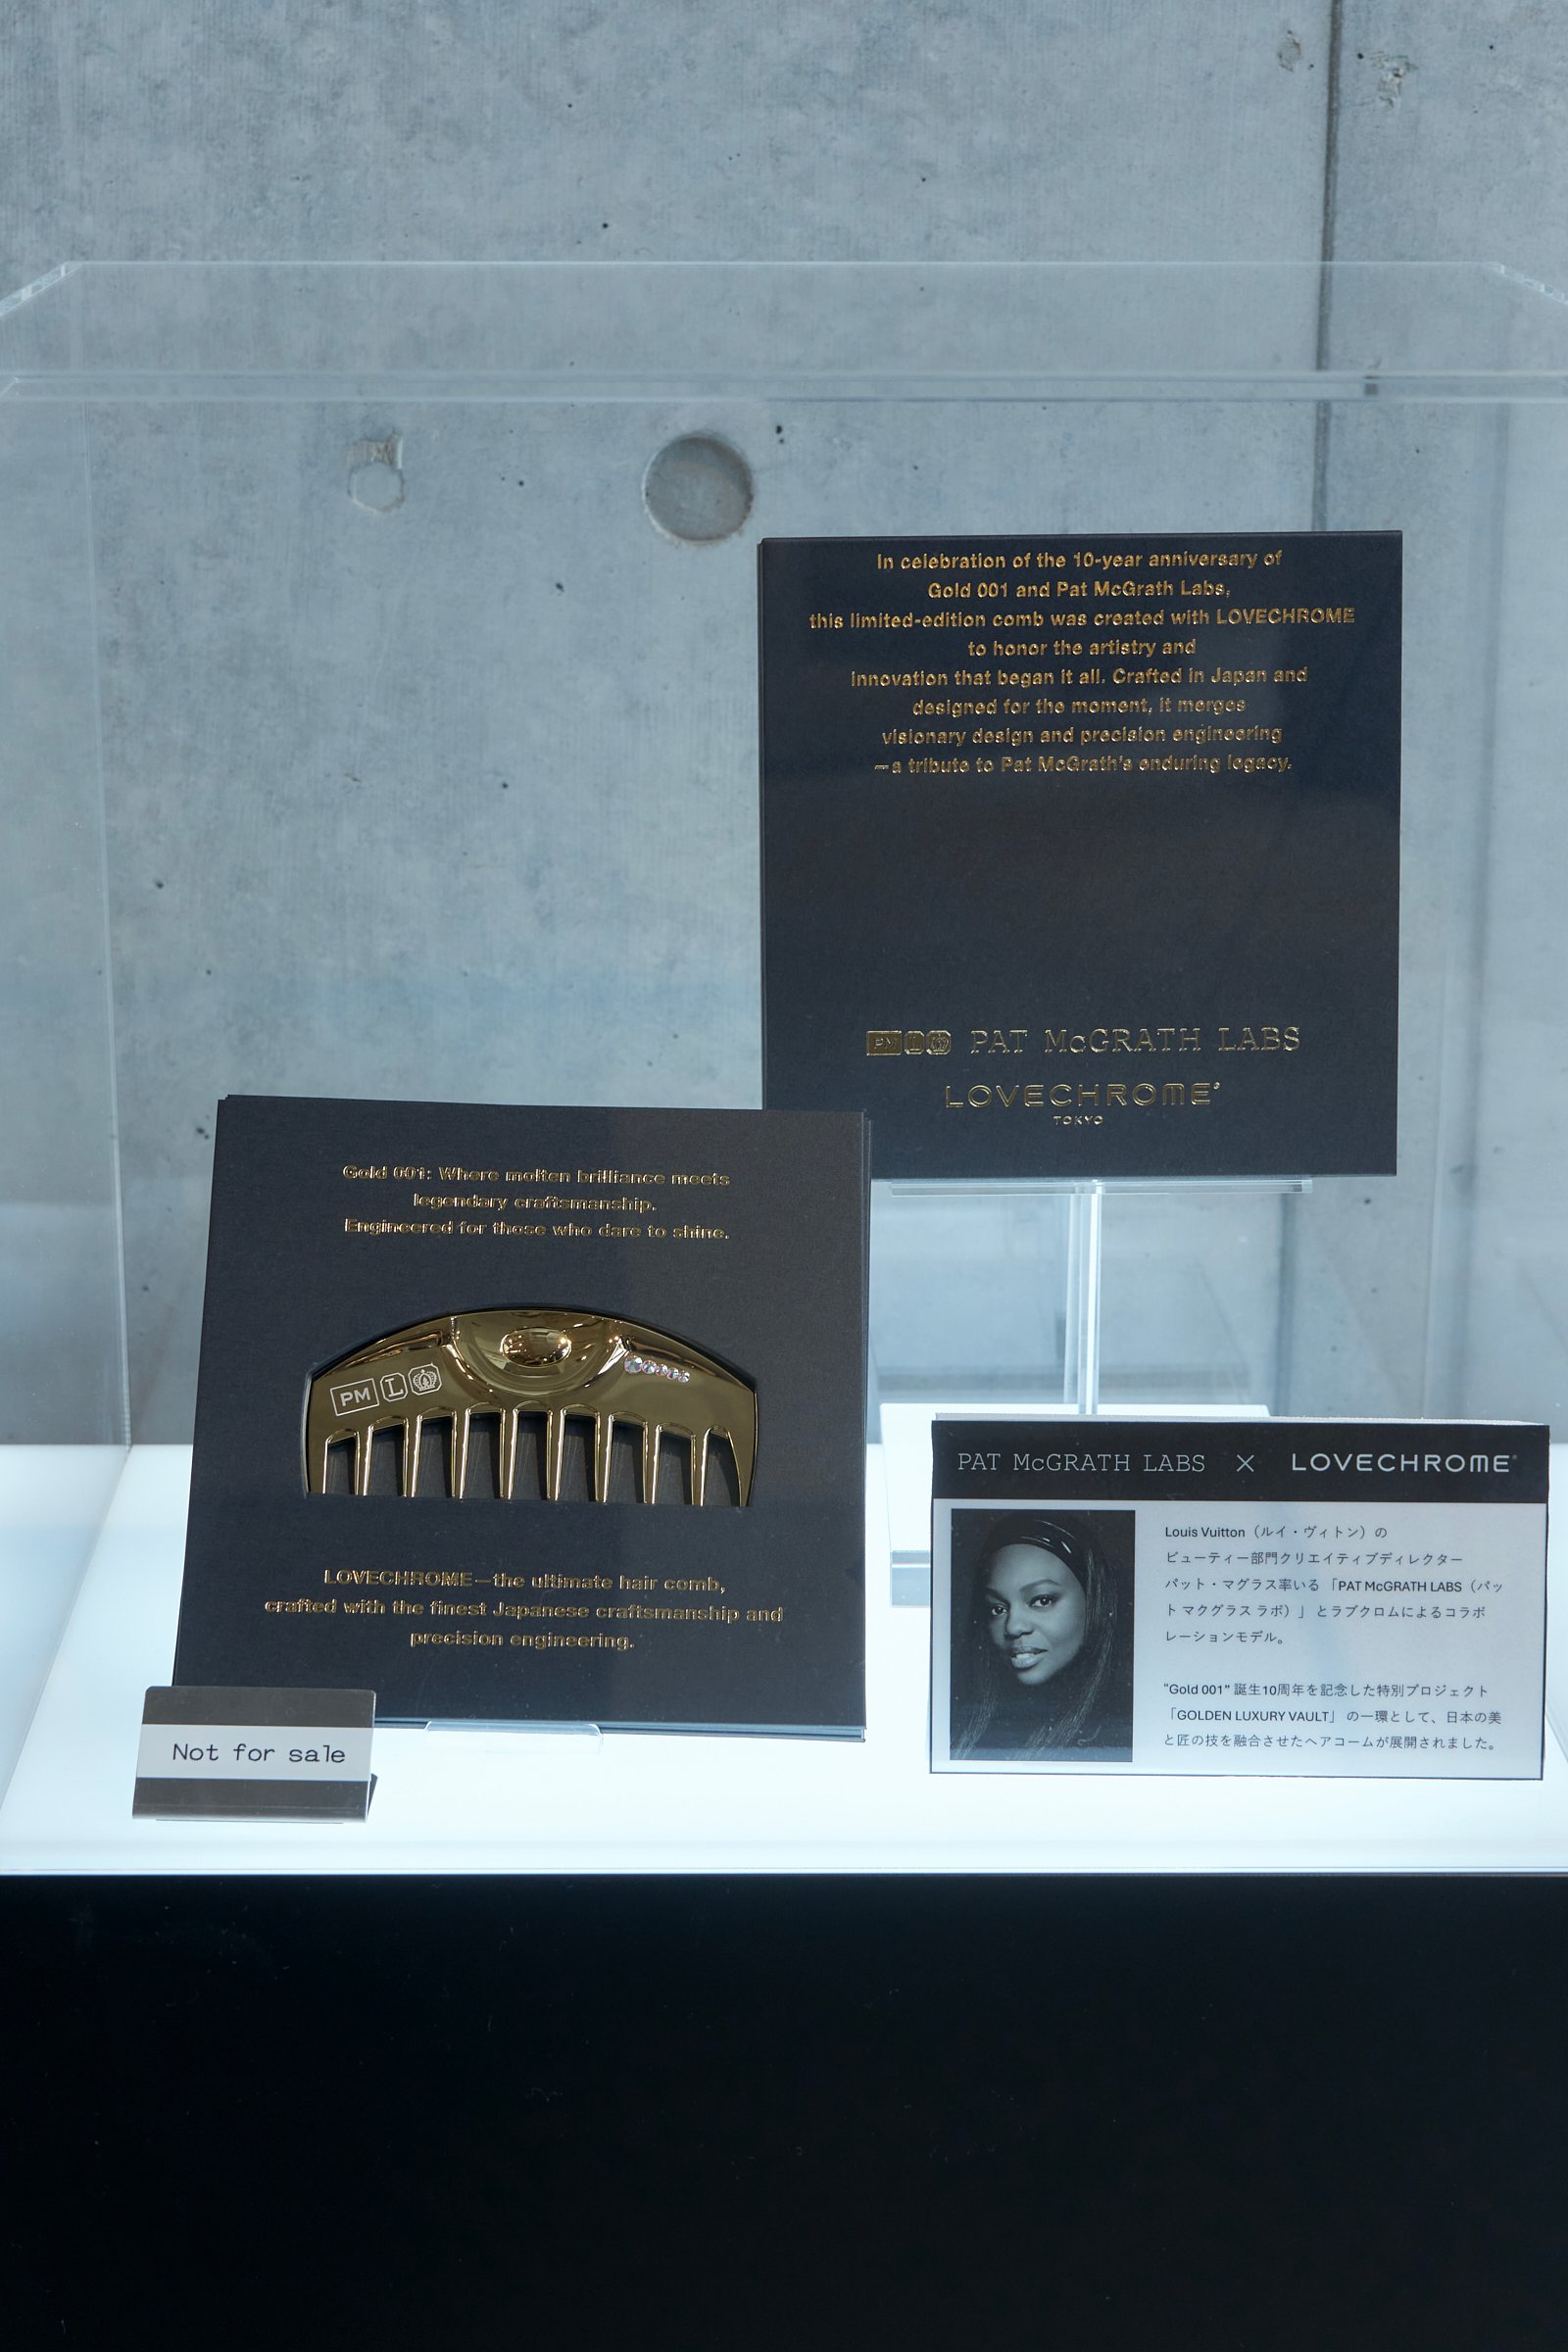 In celebration of the 10-year anniversary of
Gold 001 and Pat McGrath Labs,
this limited-edition comb was created with LOVECHROME
to honor the artistry and
innovation that began it all. Crafted in Japan and
designed for the moment, it merges
visionary design and precision engineering
—a tribute to Pat McGrath's enduring legacy.
PM L PAT McGRATH LABS
LOVECHROME
TOKYO
Gold 001: Where molten brilliance meets
legendary craftsmanship.
Engineered for those who dare to shine.
PM L
LOVECHROME—the ultimate hair comb,
crafted with the finest Japanese craftsmanship and
precision engineering.
Not for sale
PAT McGRATH LABS × LOVECHROME
Louis Vuitton（ルイ・ヴィトン）の
ビューティー部門クリエイティブディレクター
パット・マグラス率いる「PAT McGRATH LABS（パッ
ト マクグラス ラボ）」とラブクロムによるコラボ
レーションモデル。
“Gold 001” 誕生10周年を記念した特別プロジェクト
「GOLDEN LUXURY VAULT」の一環として、日本の美
と匠の技を融合させたヘアコームが展開されました。